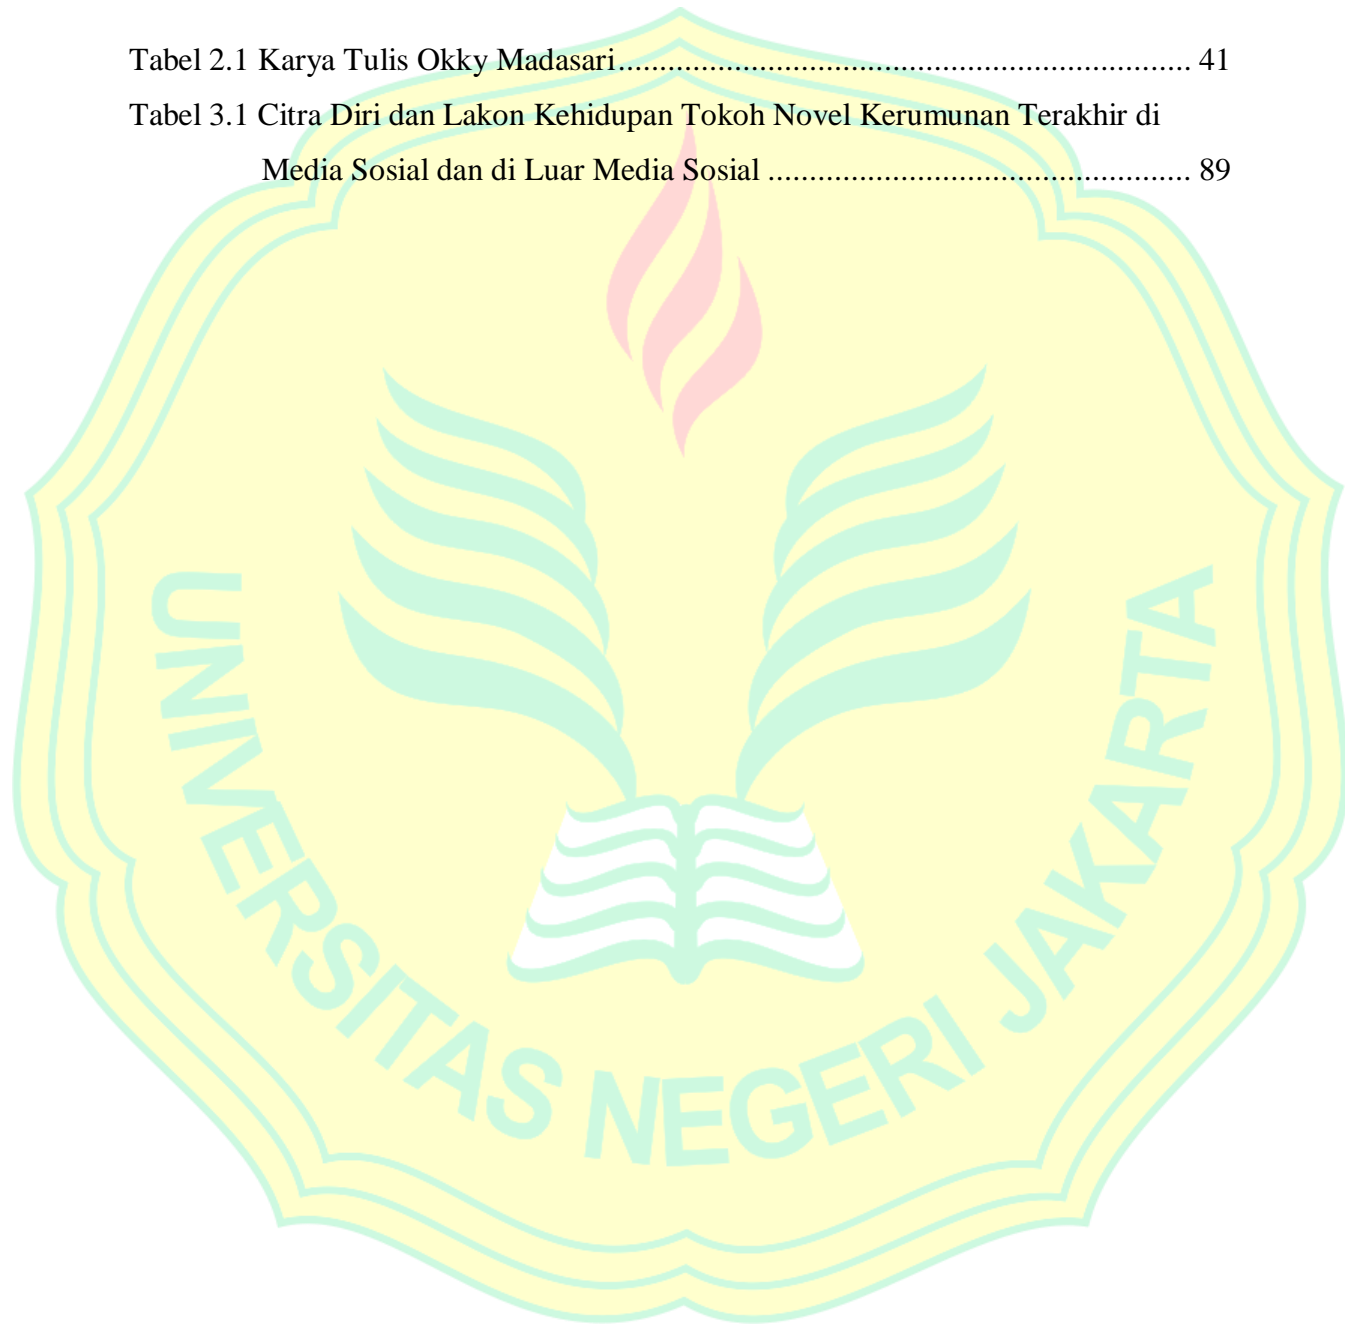 Tabel 2.1 Karya Tulis Okky Madasari....................................................................... 41
Tabel 3.1 Citra Diri dan Lakon Kehidupan Tokoh Novel Kerumunan Terakhir di
Media Sosial dan di Luar Media Sosial .................................................... 89
UNIVERSITAS NEGERI JAKARTA